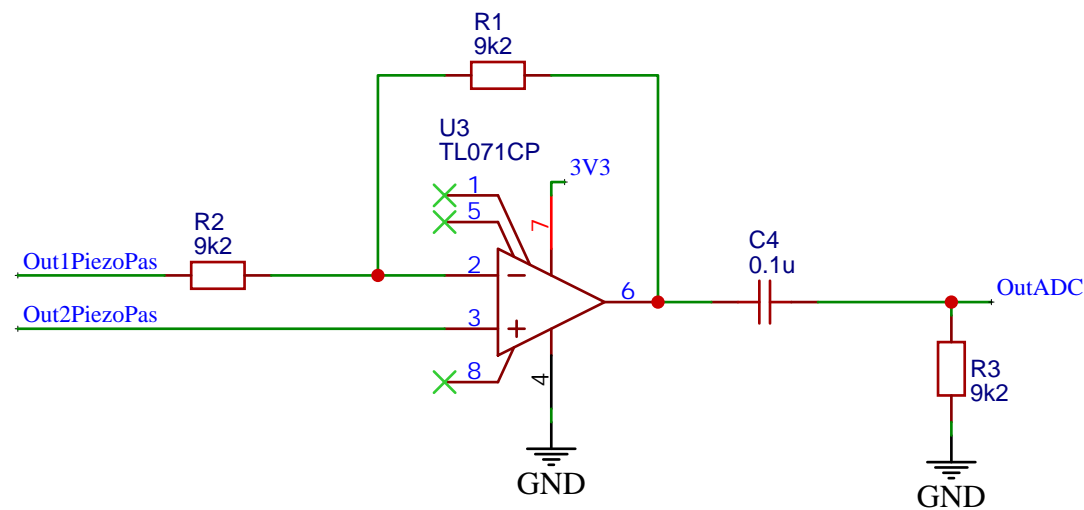 R1
9k2
U3
TL071CP
3V3
1
5
7
R2
9k2
C4
0.1u
Out1PiezoPas
2
6
OutADC
Out2PiezoPas
3
8
4
R3
9k2
GND
GND